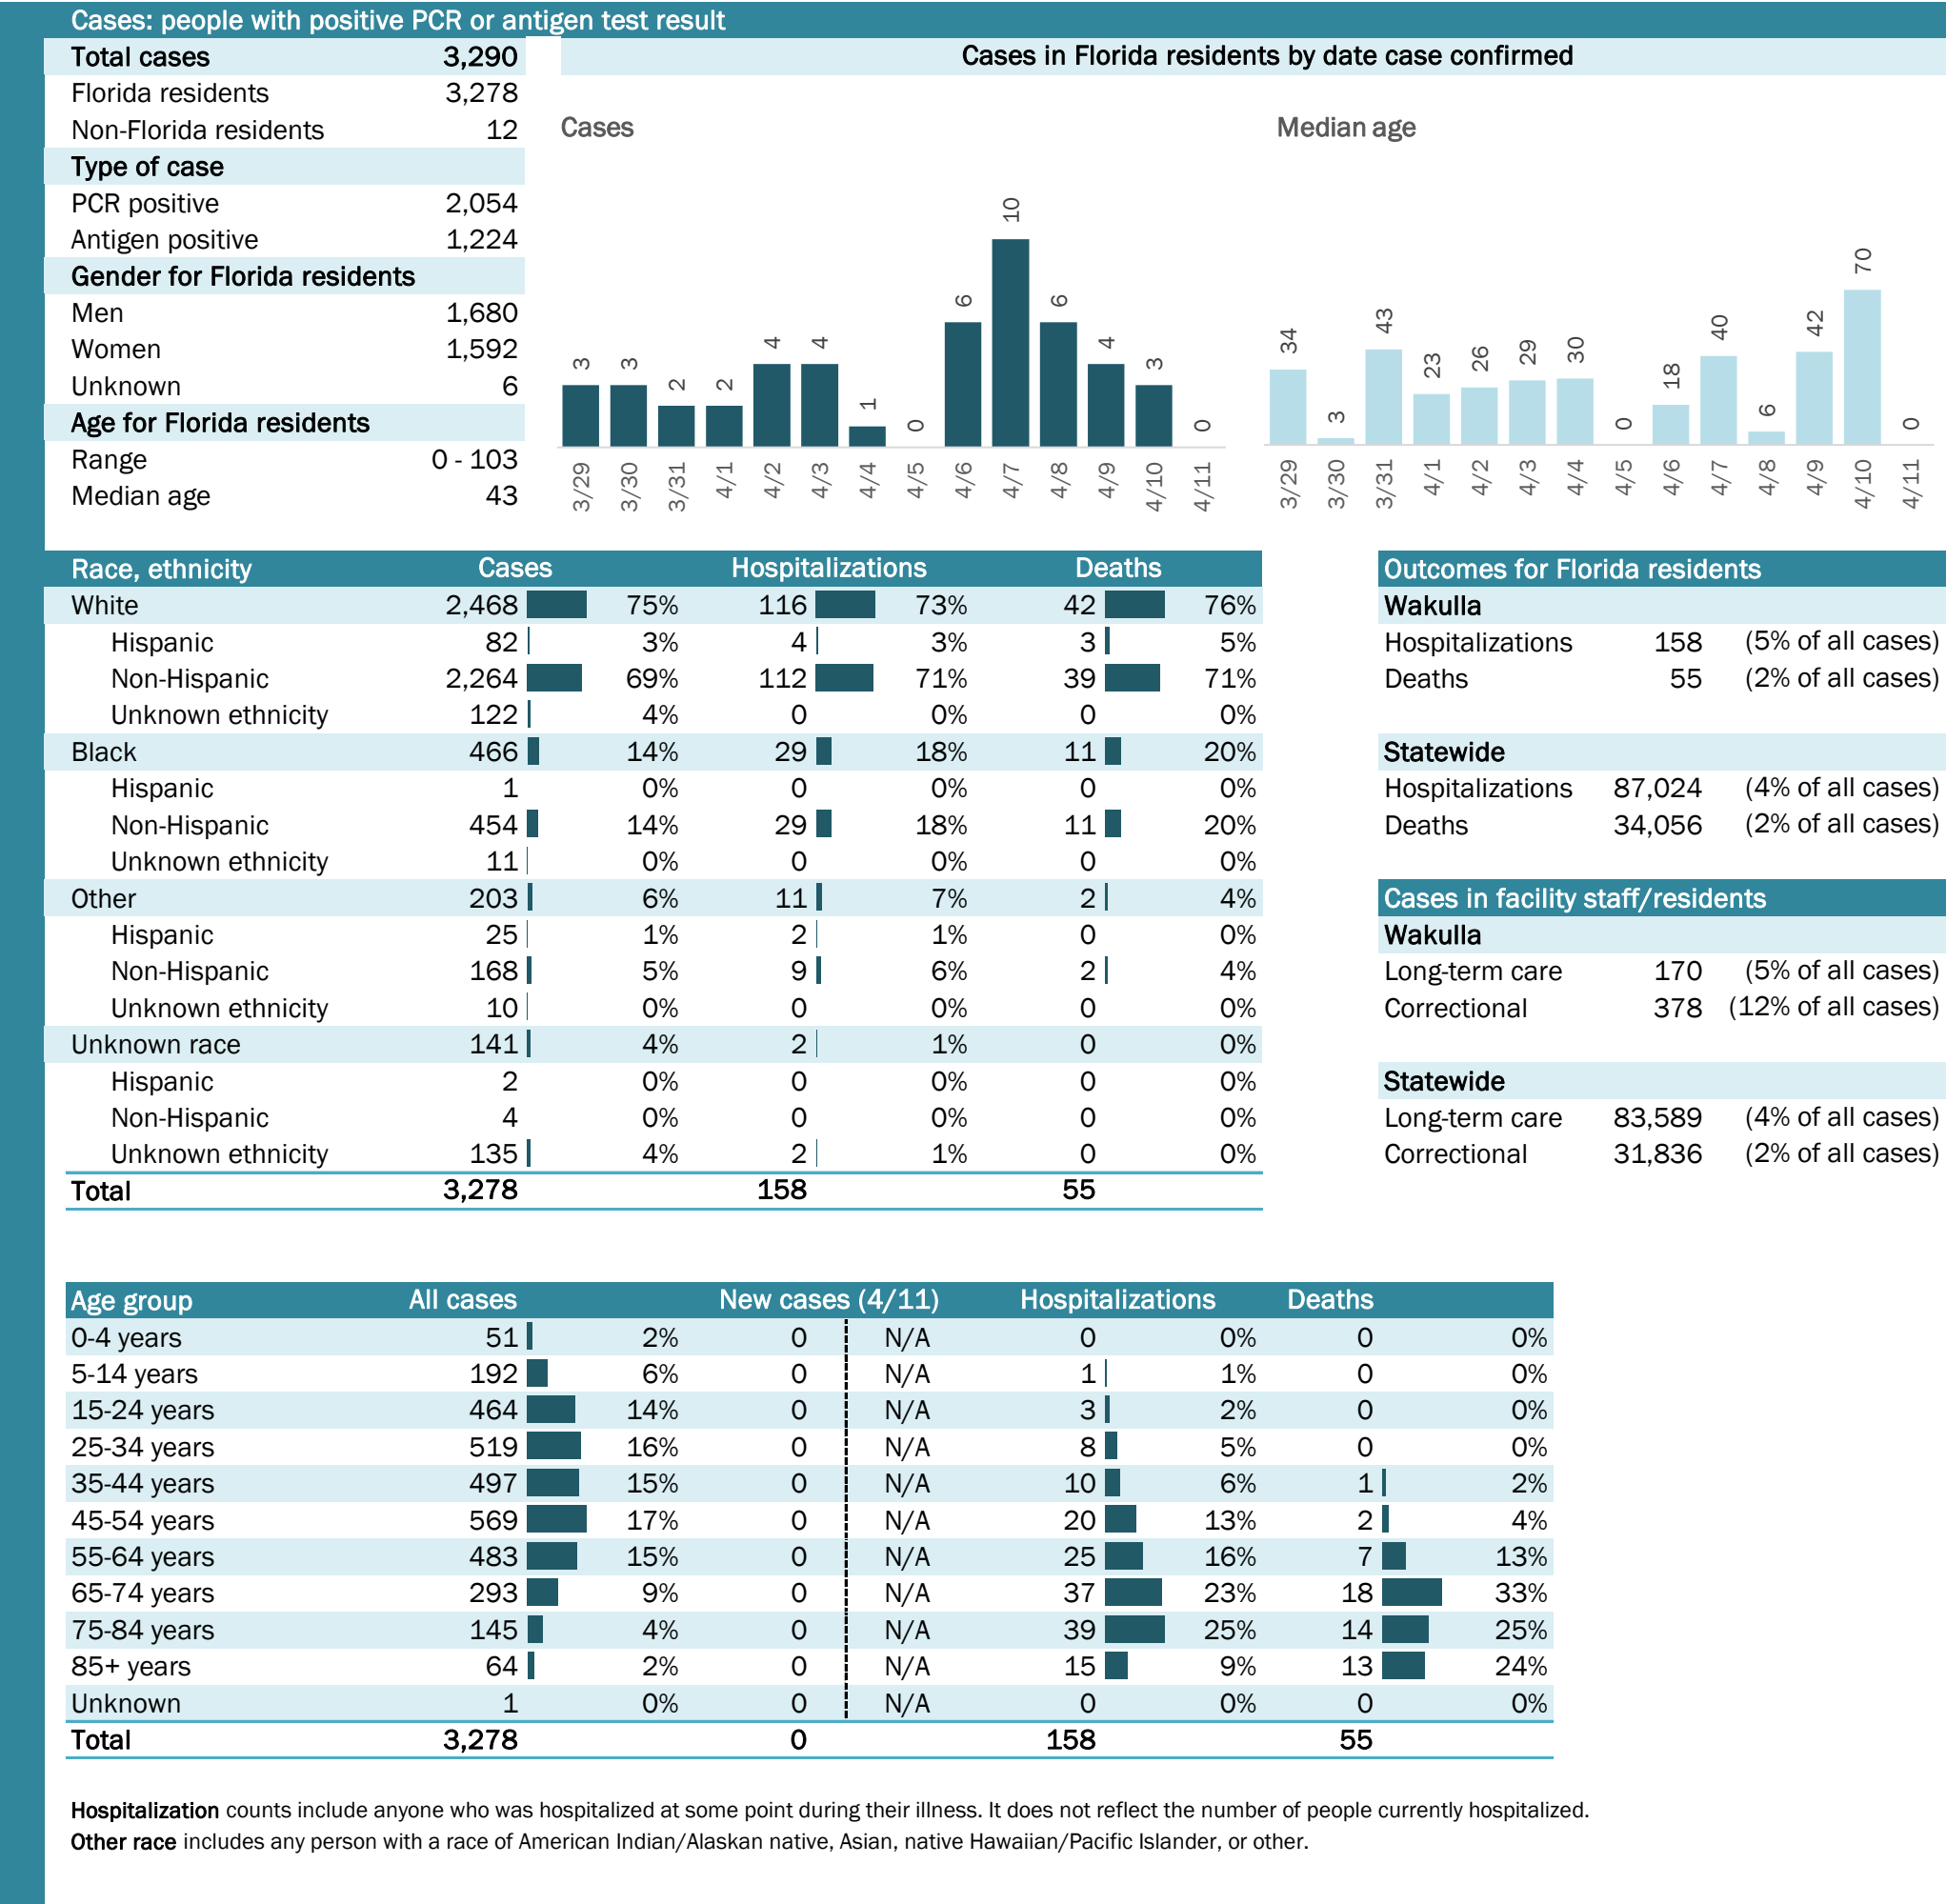 Cases: people with positive PCR or antigen test result
Total cases 3,290
Florida residents 3,278
Non-Florida residents 12
Type of case
PCR positive 2,054
Antigen positive 1,224
Gender for Florida residents
Men 1,680
Women 1,592
Unknown 6
Age for Florida residents
Range 0 - 103
Median age 43
Cases in Florida residents by date case confirmed
Cases
3 3 2 2 4 4 1 0 6 10 6 4 3 0
3/29 3/30 3/31 4/1 4/2 4/3 4/4 4/5 4/6 4/7 4/8 4/9 4/10 4/11
Median age
34 3 43 23 26 29 30 0 18 40 6 42 70 0
3/29 3/30 3/31 4/1 4/2 4/3 4/4 4/5 4/6 4/7 4/8 4/9 4/10 4/11
Race, ethnicity Cases Hospitalizations Deaths
White 2,468 75% 116 73% 42 76%
Hispanic 82 3% 4 3% 3 5%
Non-Hispanic 2,264 69% 112 71% 39 71%
Unknown ethnicity 122 4% 0 0% 0 0%
Black 466 14% 29 18% 11 20%
Hispanic 1 0% 0 0% 0 0%
Non-Hispanic 454 14% 29 18% 11 20%
Unknown ethnicity 11 0% 0 0% 0 0%
Other 203 6% 11 7% 2 4%
Hispanic 25 1% 2 1% 0 0%
Non-Hispanic 168 5% 9 6% 2 4%
Unknown ethnicity 10 0% 0 0% 0 0%
Unknown race 141 4% 2 1% 0 0%
Hispanic 2 0% 0 0% 0 0%
Non-Hispanic 4 0% 0 0% 0 0%
Unknown ethnicity 135 4% 2 1% 0 0%
Total 3,278 158 55
Outcomes for Florida residents
Wakulla
Hospitalizations 158 (5% of all cases)
Deaths 55 (2% of all cases)
Statewide
Hospitalizations 87,024 (4% of all cases)
Deaths 34,056 (2% of all cases)
Cases in facility staff/residents
Wakulla
Long-term care 170 (5% of all cases)
Correctional 378 (12% of all cases)
Statewide
Long-term care 83,589 (4% of all cases)
Correctional 31,836 (2% of all cases)
Age group All cases New cases (4/11) Hospitalizations Deaths
0-4 years 51 2% 0 N/A 0 0% 0 0%
5-14 years 192 6% 0 N/A 1 1% 0 0%
15-24 years 464 14% 0 N/A 3 2% 0 0%
25-34 years 519 16% 0 N/A 8 5% 0 0%
35-44 years 497 15% 0 N/A 10 6% 1 2%
45-54 years 569 17% 0 N/A 20 13% 2 4%
55-64 years 483 15% 0 N/A 25 16% 7 13%
65-74 years 293 9% 0 N/A 37 23% 18 33%
75-84 years 145 4% 0 N/A 39 25% 14 25%
85+ years 64 2% 0 N/A 15 9% 13 24%
Unknown 1 0% 0 N/A 0 0% 0 0%
Total 3,278 0 158 55
Hospitalization counts include anyone who was hospitalized at some point during their illness. It does not reflect the number of people currently hospitalized.
Other race includes any person with a race of American Indian/Alaskan native, Asian, native Hawaiian/Pacific Islander, or other.